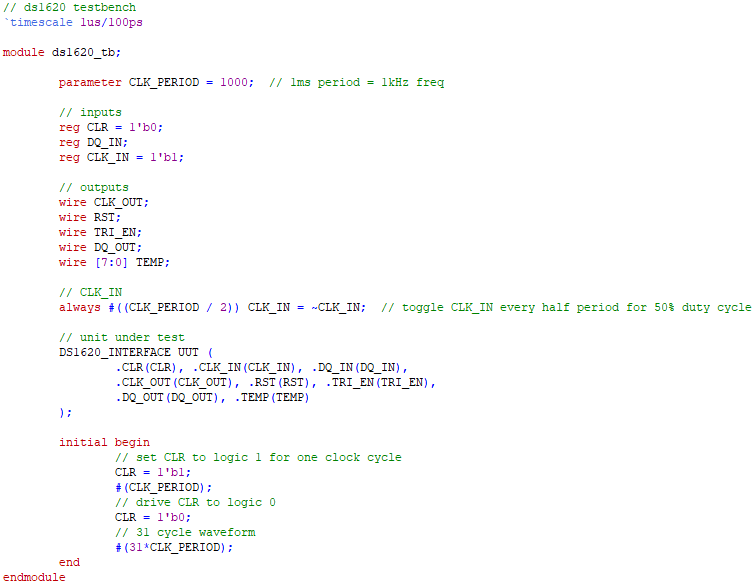 // ds1620 testbench
`timescale 1us/100ps
module ds1620_tb;
parameter CLK_PERIOD = 1000;  // 1ms period = 1kHz freq
// inputs
reg CLR = 1'b0;
reg DQ_IN;
reg CLK_IN = 1'b1;
// outputs
wire CLK_OUT;
wire RST;
wire TRI_EN;
wire DQ_OUT;
wire [7:0] TEMP;
// CLK_IN
always #((CLK_PERIOD / 2)) CLK_IN = ~CLK_IN;  // toggle CLK_IN every half period for 50% duty cycle
// unit under test
DS1620_INTERFACE UUT (
.CLR(CLR), .CLK_IN(CLK_IN), .DQ_IN(DQ_IN),
.CLK_OUT(CLK_OUT), .RST(RST), .TRI_EN(TRI_EN),
.DQ_OUT(DQ_OUT), .TEMP(TEMP)
);
initial begin
// set CLR to logic 1 for one clock cycle
CLR = 1'b1;
#(CLK_PERIOD);
// drive CLR to logic 0
CLR = 1'b0;
// 31 cycle waveform
#(31*CLK_PERIOD);
end
endmodule